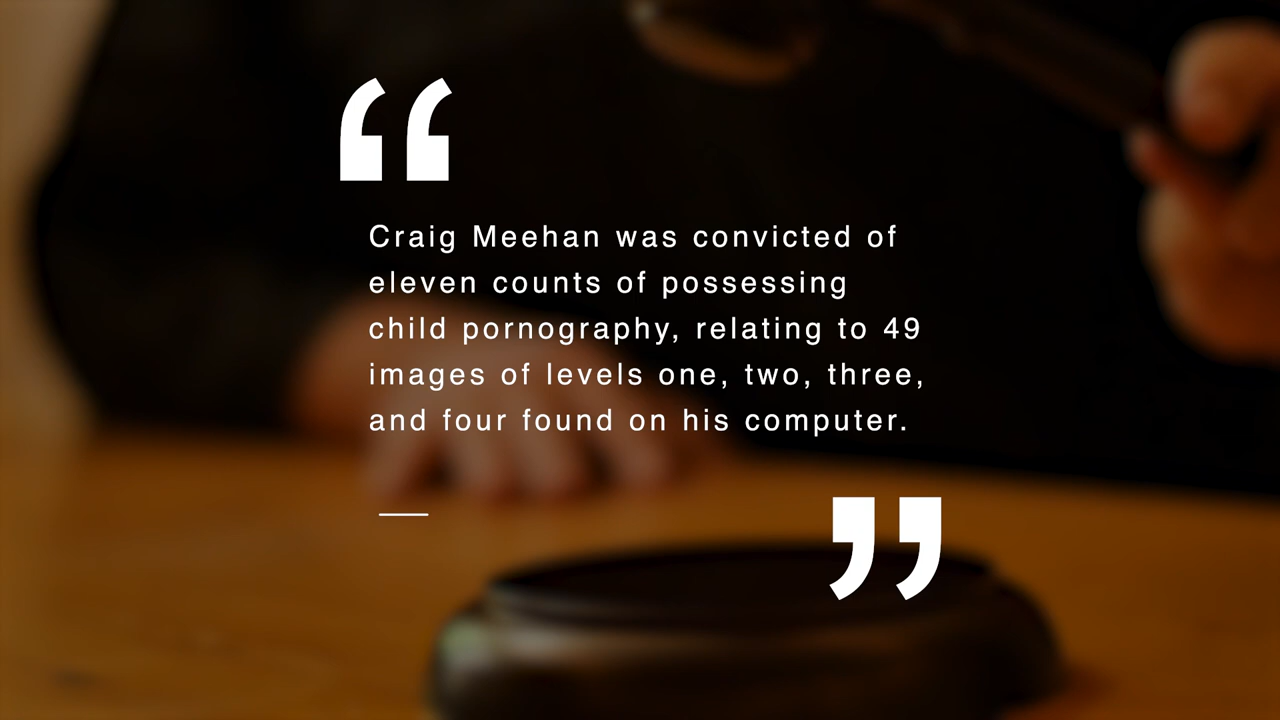 “
Craig Meehan was convicted of
eleven counts of possessing
child pornography, relating to 49
images of levels one, two, three,
and four found on his computer.
”